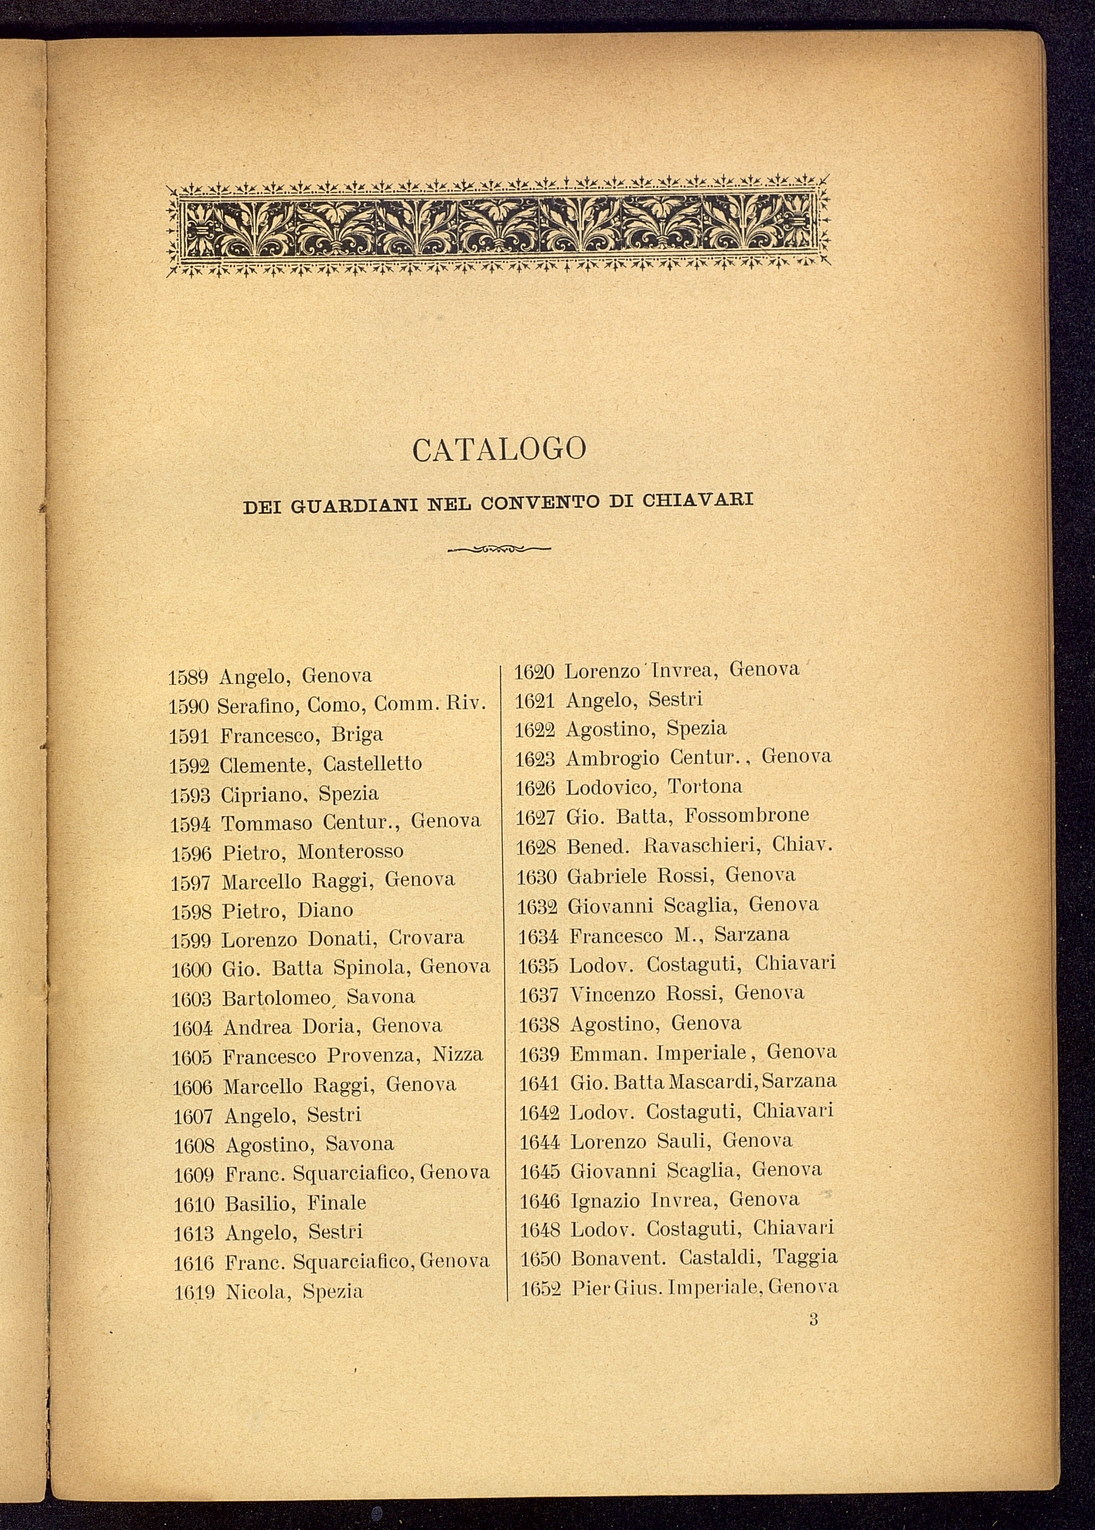 CATALOGO
DEI GUARDIANI NEL CONVENTO DI CHIAVARI
1589 Angelo, Genova
1590 Serafino, Como, Comm. Riv.
1591 Francesco, Briga
1592 Clemente, Castelletto
1593 Cipriano, Spezia
1594 Tommaso Centur., Genova
1596 Pietro, Monterosso
1597 Marcello Raggi, Genova
1598 Pietro, Diano
1599 Lorenzo Donati, Crovara
1600 Gio. Batta Spinola, Genova
1603 Bartolomeo, Savona
1604 Andrea Doria, Genova
1605 Francesco Provenza, Nizza
1606 Marcello Raggi, Genova
1607 Angelo, Sestri
1608 Agostino, Savona
1609 Franc. Squarciafico, Genova
1610 Basilio, Finale
1613 Angelo, Sestri
1616 Franc. Squarciafico, Genova
1619 Nicola, Spezia
1620 Lorenzo Invrea, Genova
1621 Angelo, Sestri
1622 Agostino, Spezia
1623 Ambrogio Centur., Genova
1626 Lodovico, Tortona
1627 Gio. Batta, Fossombrone
1628 Bened. Ravaschieri, Chiav.
1630 Gabriele Rossi, Genova
1632 Giovanni Scaglia, Genova
1634 Francesco M., Sarzana
1635 Lodov. Costaguti, Chiavari
1637 Vincenzo Rossi, Genova
1638 Agostino, Genova
1639 Emman. Imperiale, Genova
1641 Gio. Batta Mascardi, Sarzana
1642 Lodov. Costaguti, Chiavari
1644 Lorenzo Sauli, Genova
1645 Giovanni Scaglia, Genova
1646 Ignazio Invrea, Genova
1648 Lodov. Costaguti, Chiavari
1650 Bonavent. Castaldi, Taggia
1652 Pier Gius. Imperiale, Genova
3